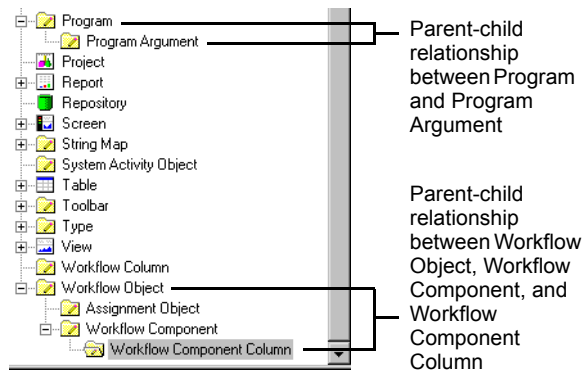 Program
Program Argument
Project
Report
Repository
Screen
String Map
System Activity Object
Table
Toolbar
Type
View
Workflow Column
Workflow Object
Assignment Object
Workflow Component
Workflow Component Column
Parent-child
relationship
between Program
and Program
Argument
Parent-child
relationship
between Workflow
Object, Workflow
Component, and
Workflow
Component
Column